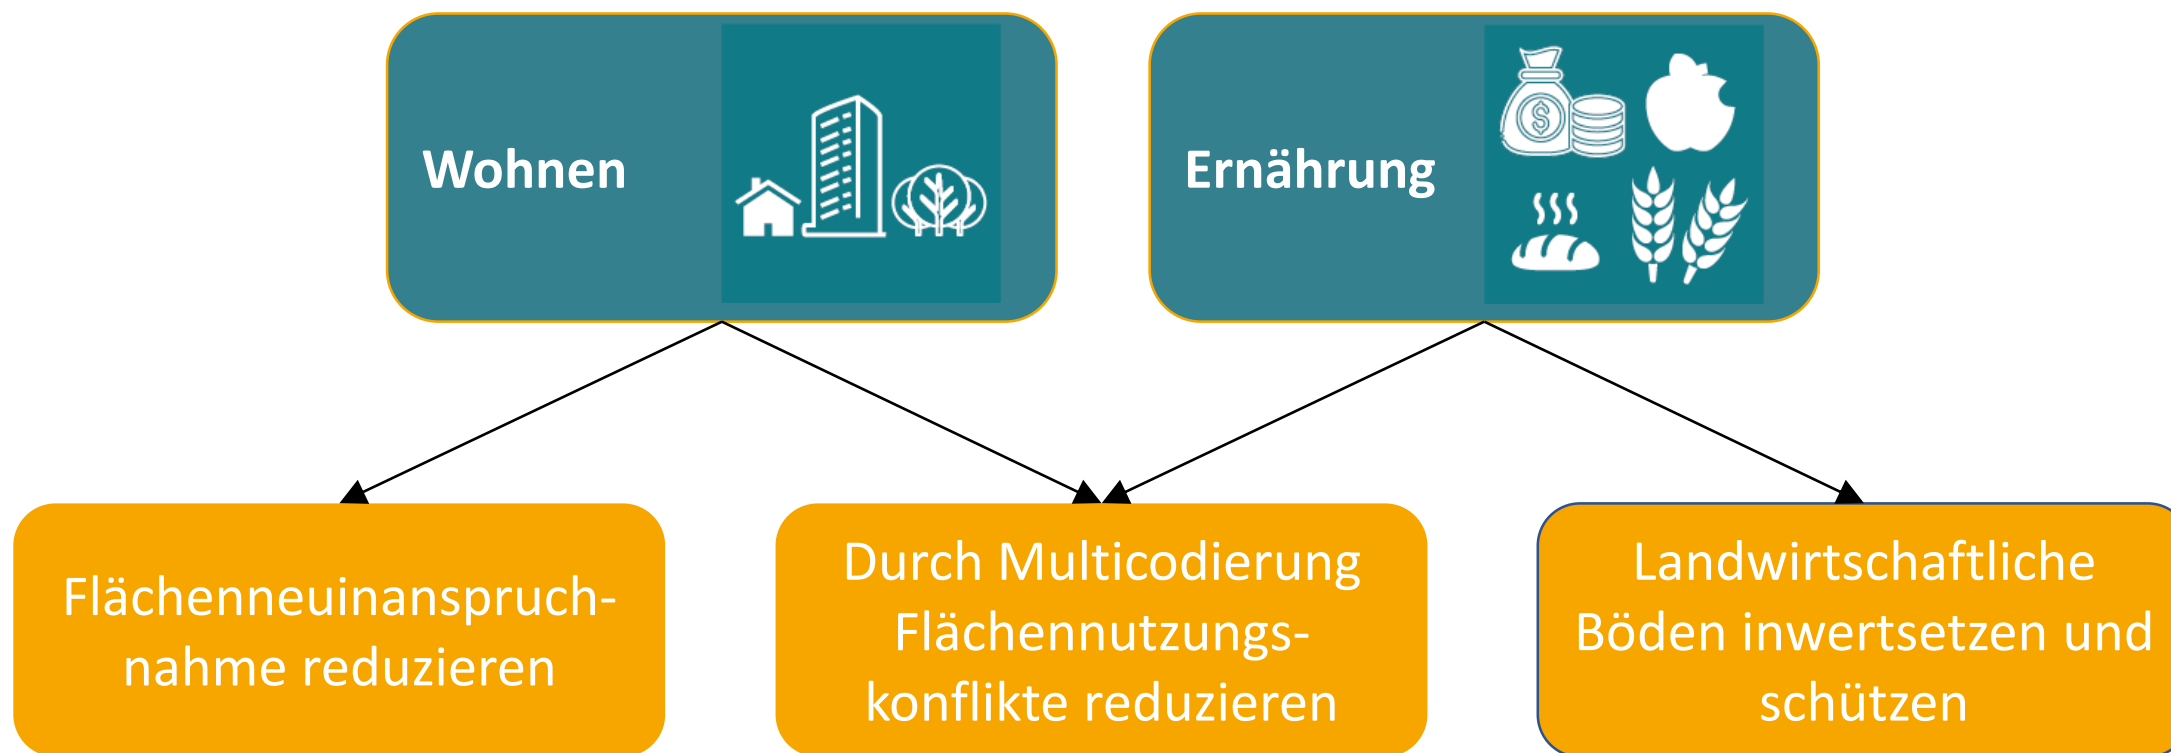 Wohnen
Ernährung
$
Flächenneuinanspruch-
nahme reduzieren
Durch Multicodierung
Flächennutzungs-
konflikte reduzieren
Landwirtschaftliche
Böden inwertsetzen und
schützen